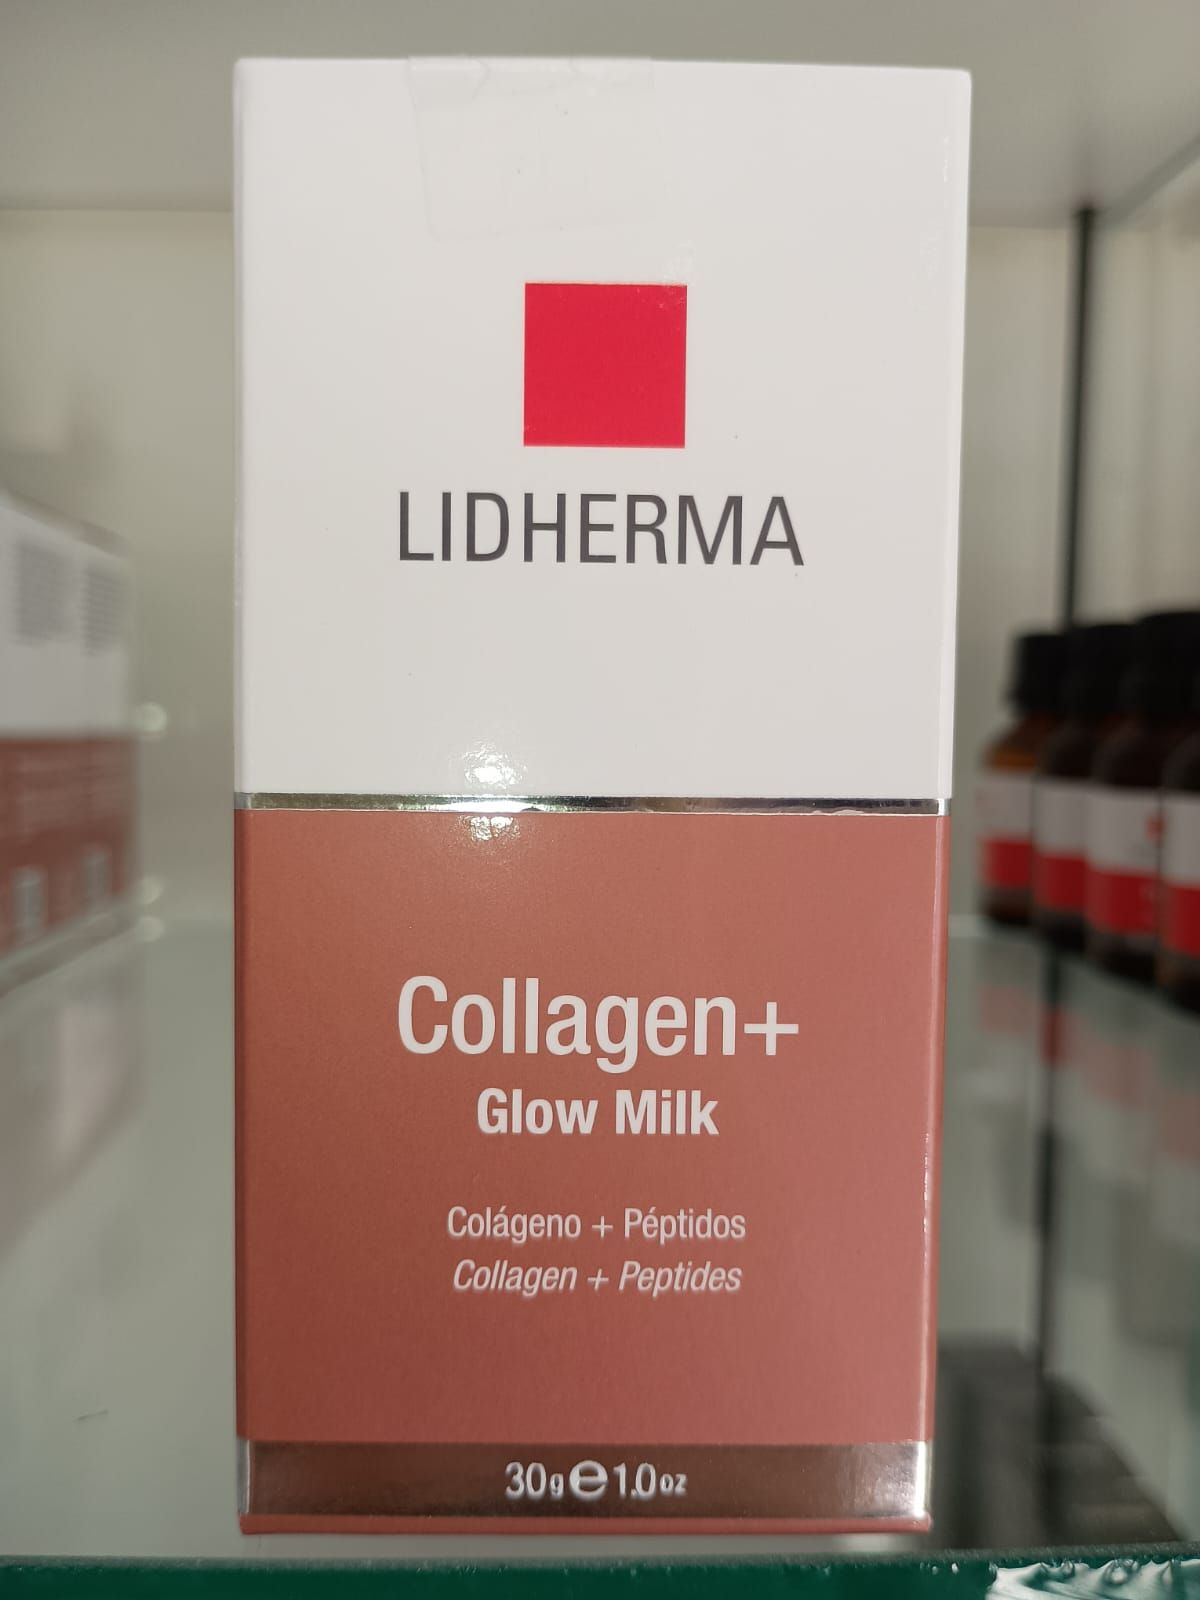 LIDHERMA
Collagen+
Glow Milk
Colágeno + Péptidos
Collagen + Peptides
30g℮1.0oz